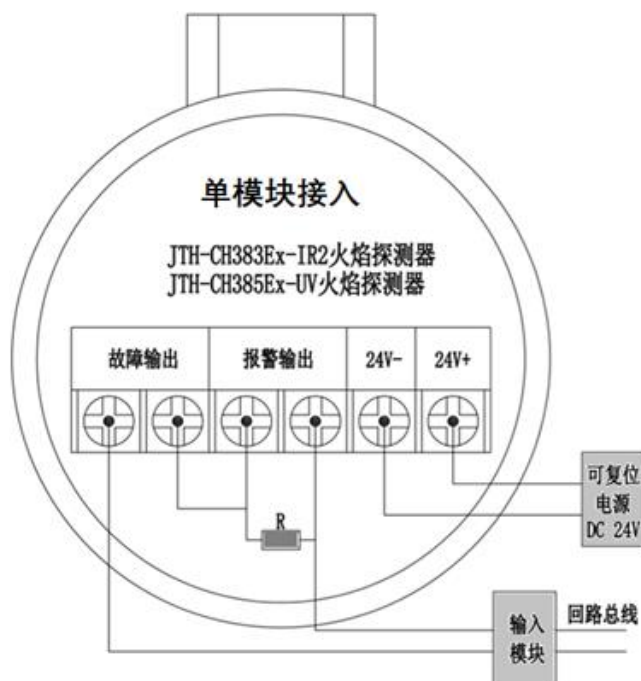 单模块接入
JTH-CH383Ex-IR2火焰探测器
JTH-CH385Ex-UV火焰探测器
故障输出 报警输出 24V- 24V+
R
可复位
电源
DC 24V
输入
模块
回路总线